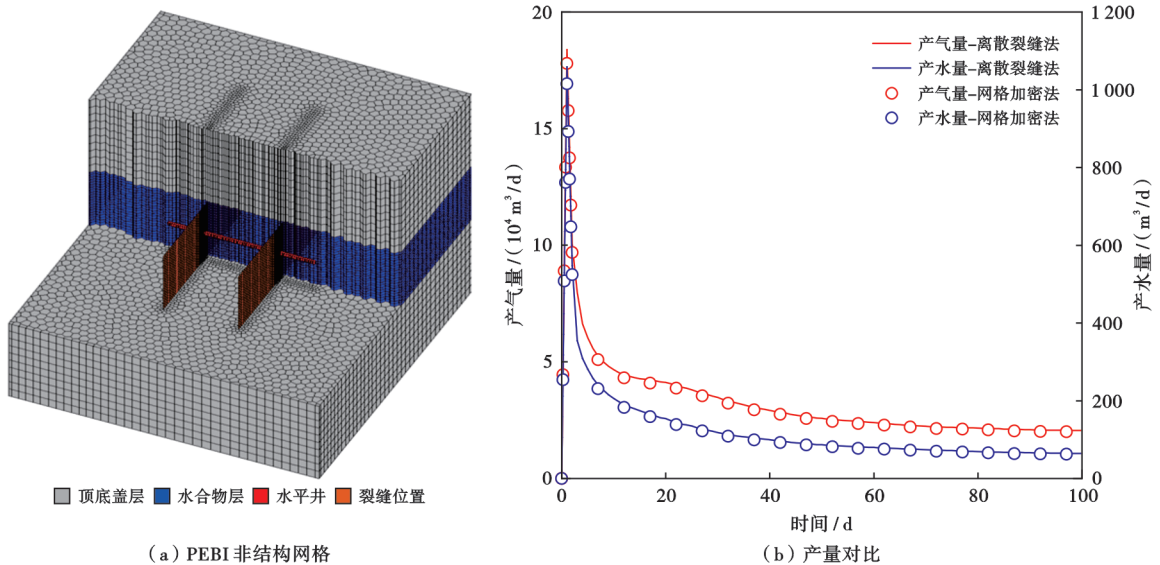 顶底盖层 水合物层 水平井 裂缝位置
(a) PEBI 非结构网格
20
15
10
5
0
产气量/(10⁴ m³/d)
1 200
1 000
800
600
400
200
0
产水量/(m³/d)
产气量–离散裂缝法
产水量–离散裂缝法
产气量–网格加密法
产水量–网格加密法
0 20 40 60 80 100
时间/d
(b) 产量对比